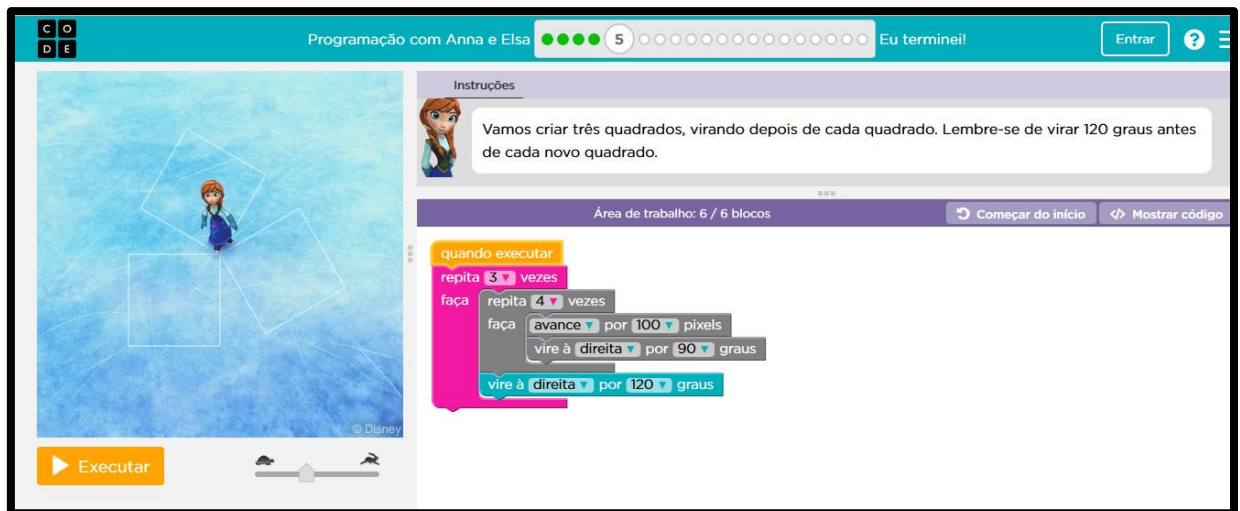 C O
D E
Programação com Anna e Elsa
5
Eu terminei!
Entrar
?
Instruções
Vamos criar três quadrados, virando depois de cada quadrado. Lembre-se de virar 120 graus antes
de cada novo quadrado.
Área de trabalho: 6 / 6 blocos
Começar do início
</> Mostrar código
quando executar
repita 3 vezes
faça repita 4 vezes
faça avance por 100 pixels
vire à direita por 90 graus
vire à direita por 120 graus
© Disney
Executar